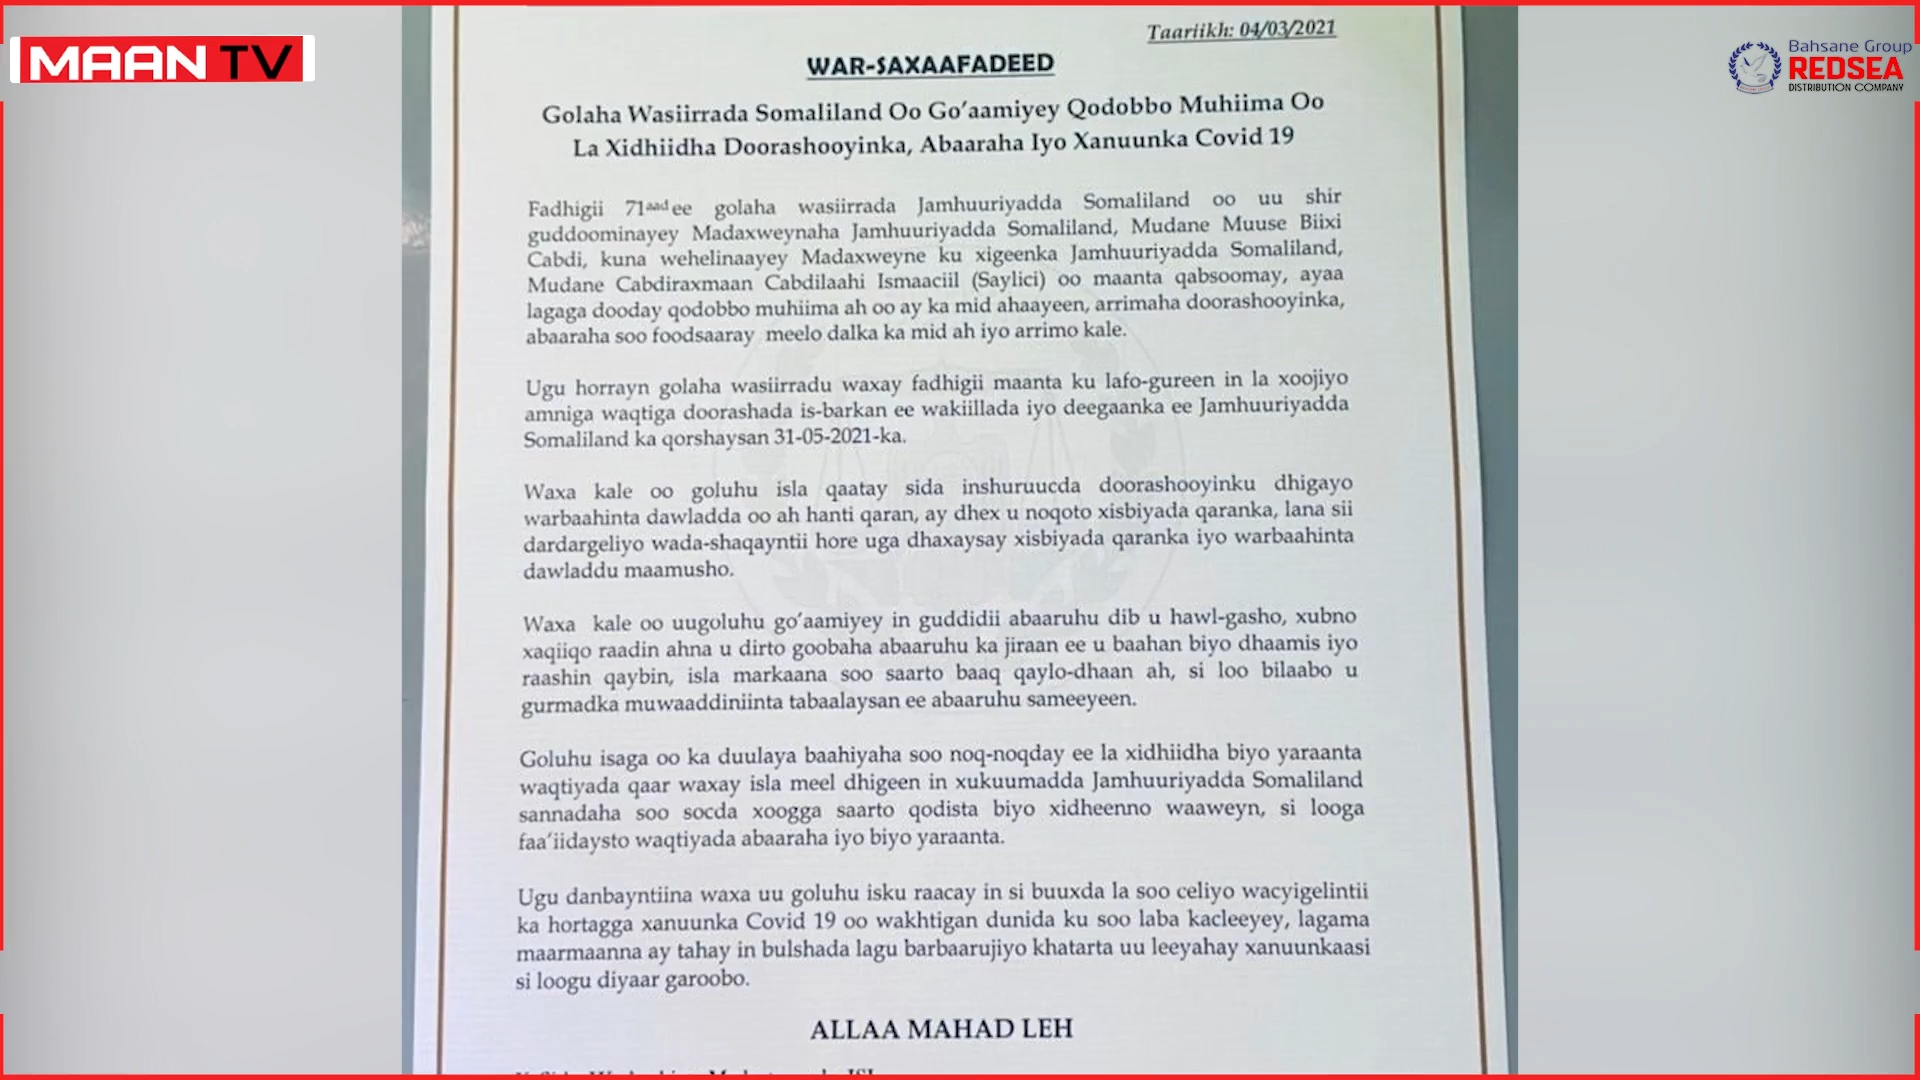 MAAN TV
Bahsane Group
REDSEA
DISTRIBUTION COMPANY
Taariikh: 04/03/2021
WAR-SAXAAFADEED
Golaha Wasiirrada Somaliland Oo Go’aamiyey Qodobbo Muhiima Oo
La Xidhiidha Doorashooyinka, Abaaraha Iyo Xanuunka Covid 19
Fadhigii 71aad ee golaha wasiirrada Jamhuuriyadda Somaliland oo uu shir
guddoominayey Madaxweynaha Jamhuuriyadda Somaliland, Mudane Muuse Biixi
Cabdi, kuna wehelinaayey Madaxweyne ku xigeenka Jamhuuriyadda Somaliland,
Mudane Cabdiraxmaan Cabdilaahi Ismaaciil (Saylici) oo maanta qabsoomay, ayaa
lagaga dooday qodobbo muhiima ah oo ay ka mid ahaayeen, arrimaha doorashooyinka,
abaaraha soo foodsaaray meelo dalka ka mid ah iyo arrimo kale.
Ugu horrayn golaha wasiirradu waxay fadhigii maanta ku lafo-gureen in la xoojiyo
amniga waqtiga doorashada is-barkan ee wakiillada iyo deegaanka ee Jamhuuriyadda
Somaliland ka qorshaysan 31-05-2021-ka.
Waxa kale oo goluhu isla qaatay sida inshuruucda doorashooyinku dhigayo
warbaahinta dawladda oo ah hanti qaran, ay dhex u noqoto xisbiyada qaranka, lana sii
dardargeliyo wada-shaqayntii hore uga dhaxaysay xisbiyada qaranka iyo warbaahinta
dawladdu maamusho.
Waxa kale oo uugoluhu go’aamiyey in guddidii abaaruhu dib u hawl-gasho, xubno
xaqiiqo raadin ahna u dirto goobaha abaaruhu ka jiraan ee u baahan biyo dhaamis iyo
raashin qaybin, isla markaana soo saarto baaq qaylo-dhaan ah, si loo bilaabo u
gurmadka muwaaddiniinta tabaalaysan ee abaaruhu sameeyeen.
Goluhu isaga oo ka duulaya baahiyaha soo noq-noqday ee la xidhiidha biyo yaraanta
waqtiyada qaar waxay isla meel dhigeen in xukuumadda Jamhuuriyadda Somaliland
sannadaha soo socda xoogga saarto qodista biyo xidheenno waaweyn, si looga
faa’iidaysto waqtiyada abaaraha iyo biyo yaraanta.
Ugu danbayntiina waxa uu goluhu isku raacay in si buuxda la soo celiyo wacyigelintii
ka hortagga xanuunka Covid 19 oo wakhtigan dunida ku soo laba kacleeyey, lagama
maarmaanna ay tahay in bulshada lagu barbaarujiyo khatarta uu leeyahay xanuunkaasi
si loogu diyaar garoobo.
ALLAA MAHAD LEH